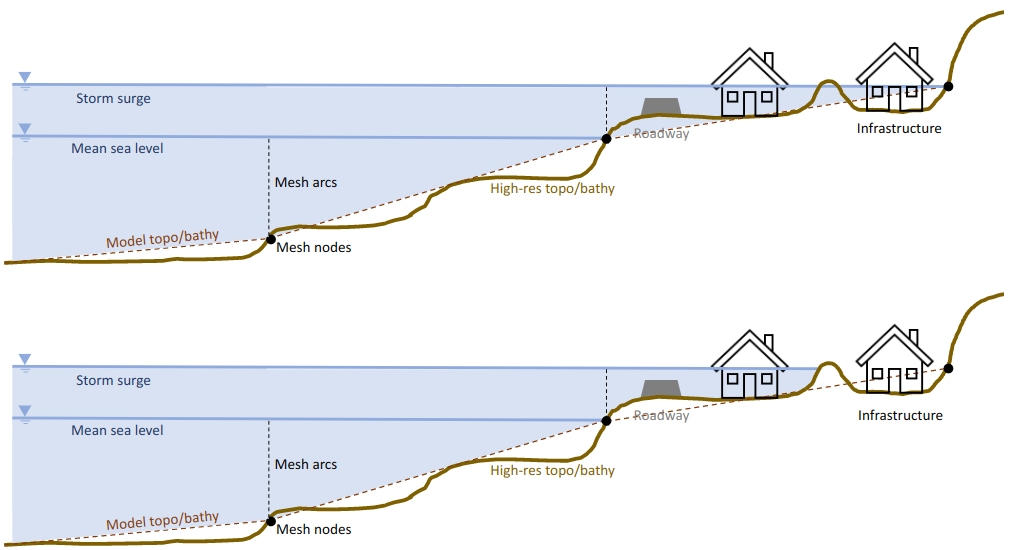 Storm surge
Roadway
Infrastructure
Mean sea level
Mesh arcs
High-res topo/bathy
Model topo/bathy
Mesh nodes
Storm surge
Roadway
Infrastructure
Mean sea level
Mesh arcs
High-res topo/bathy
Model topo/bathy
Mesh nodes